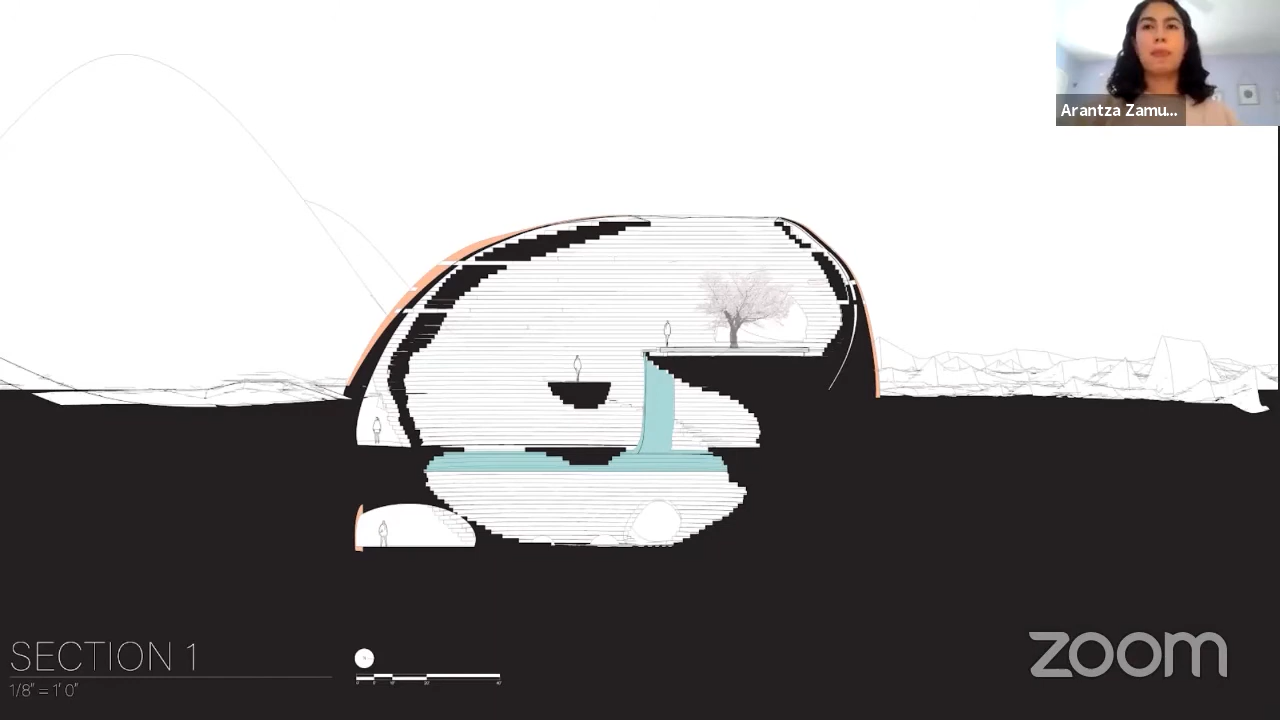 Arantza Zamu...
SECTION 1
1/8" = 1' 0"
zoom